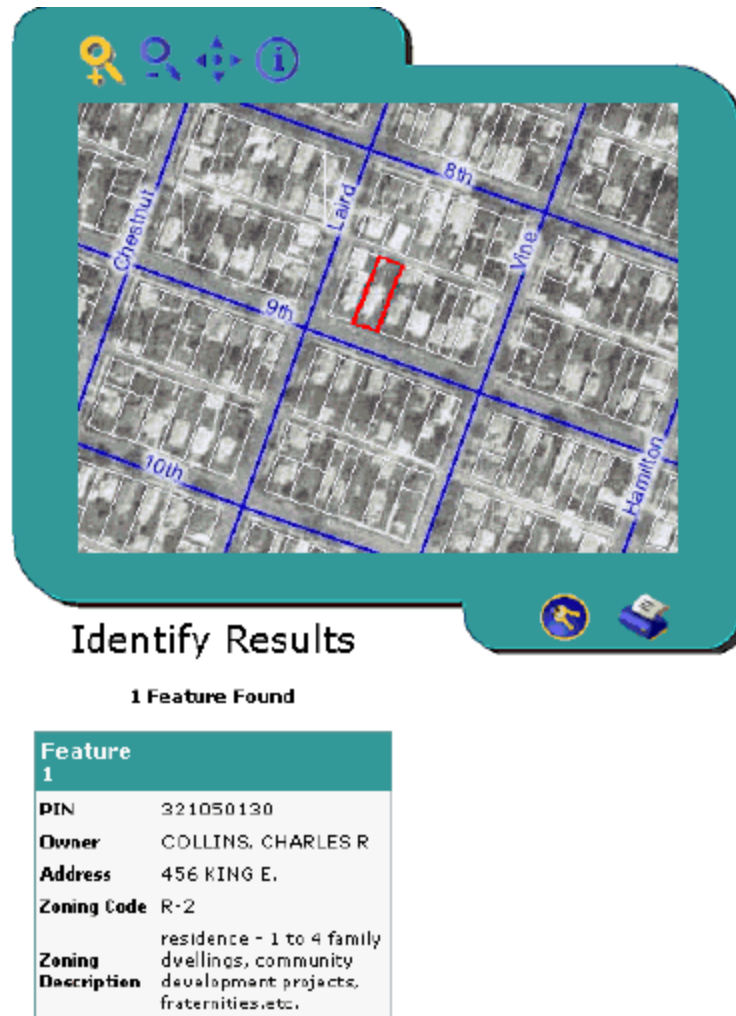 8th
Chestnut
Laird
Vine
9th
10th
Hamilton
Identify Results
1 Feature Found
Feature
1
PIN 321050130
Owner COLLINS, CHARLES R
Address 456 KING E.
Zoning Code R-2
Zoning Description residence - 1 to 4 family
dwellings, community
development projects,
fraternities.etc.